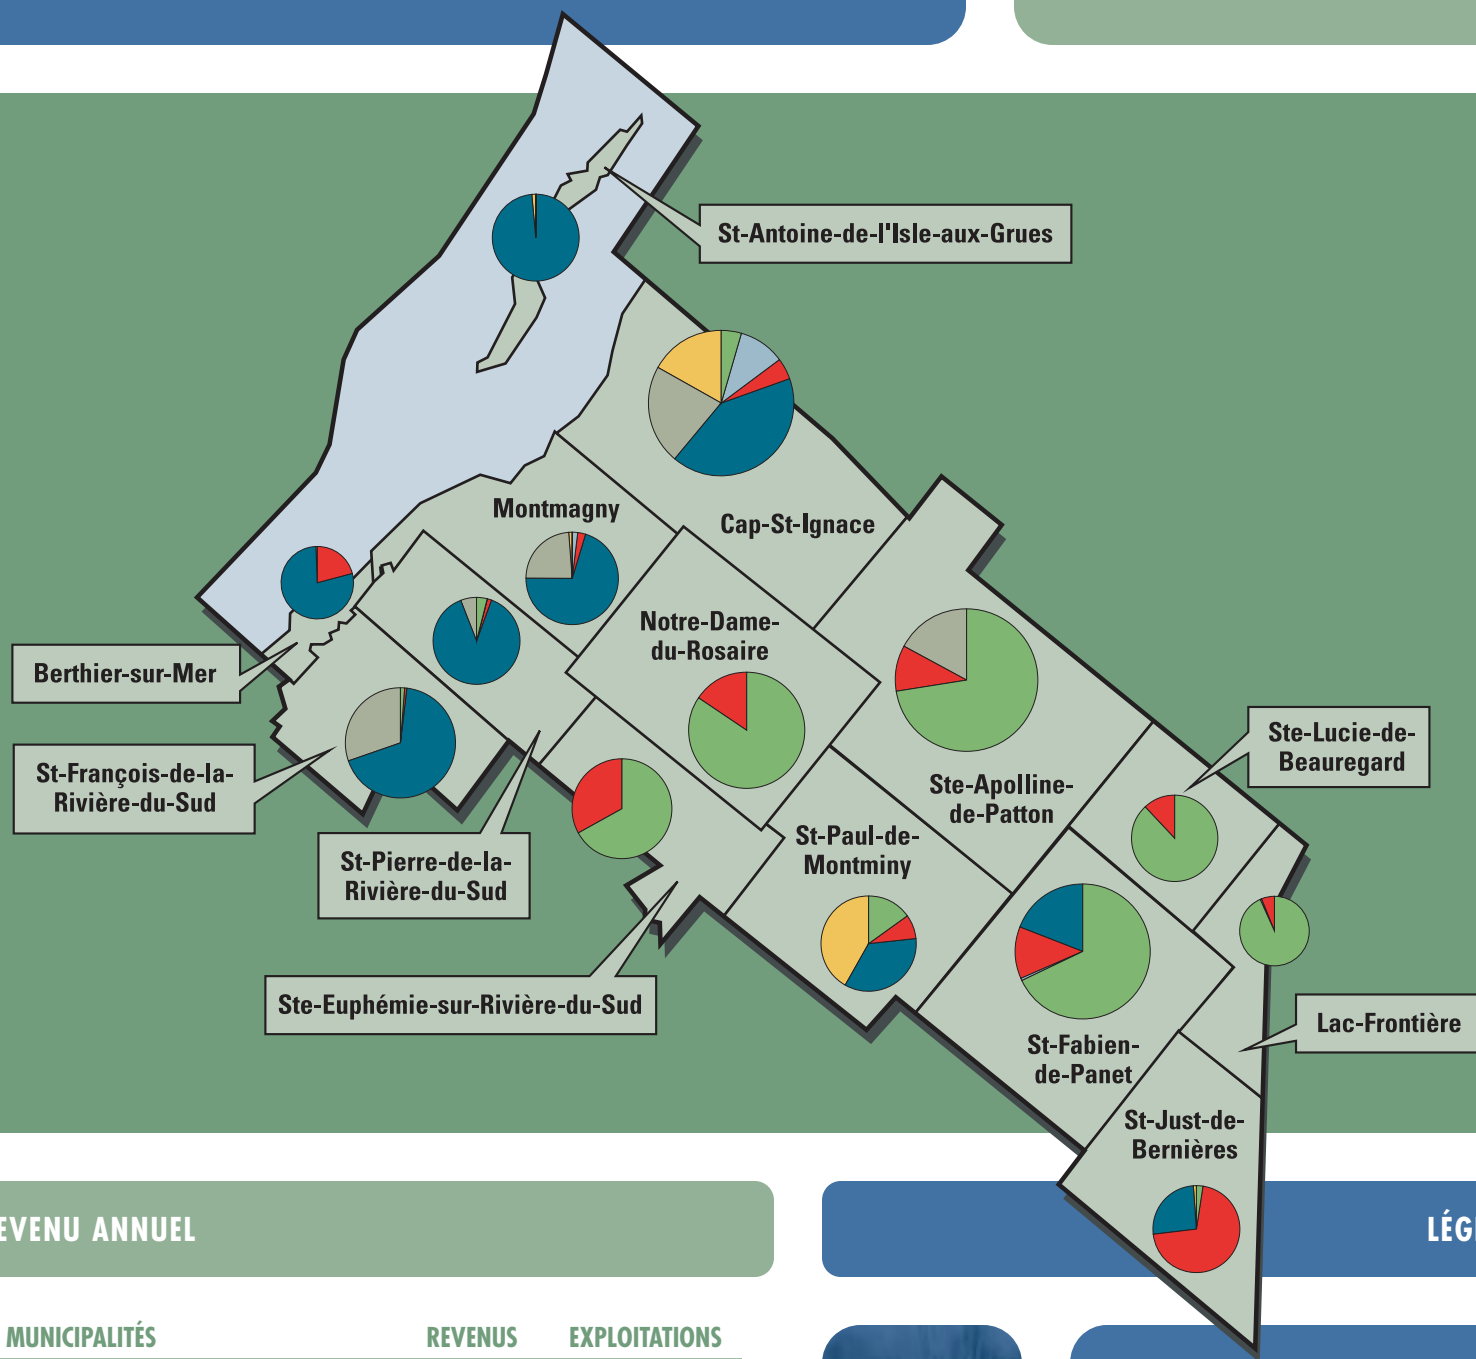 St-Antoine-de-l'Isle-aux-Grues
Montmagny
Cap-St-Ignace
Notre-Dame-
du-Rosaire
Berthier-sur-Mer
St-François-de-la-
Rivière-du-Sud
St-Pierre-de-la-
Rivière-du-Sud
Ste-Euphémie-sur-Rivière-du-Sud
St-Paul-de-
Montminy
Ste-Apolline-
de-Patton
Ste-Lucie-de-
Beauregard
Lac-Frontière
St-Fabien-
de-Panet
St-Just-de-
Bernières
EVENU ANNUEL
LÉG
MUNICIPALITÉS REVENUS EXPLOITATIONS